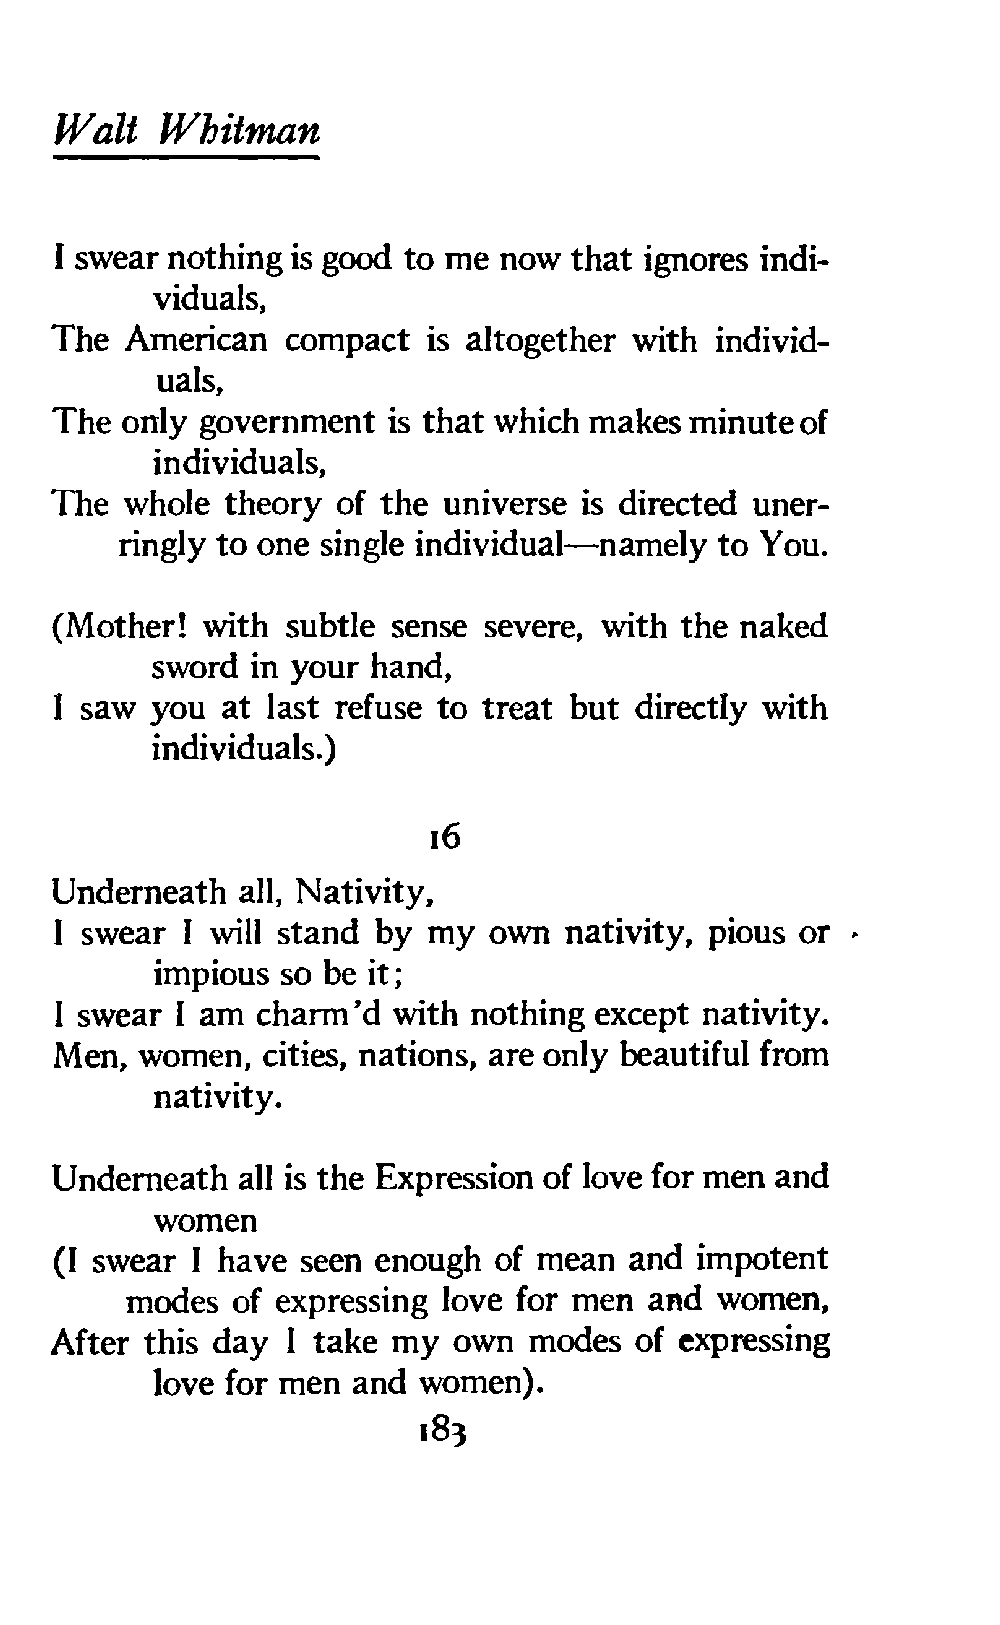 Walt Whitman
I swear nothing is good to me now that ignores indi-
viduals,
The American compact is altogether with individ-
uals,
The only government is that which makes minute of
individuals,
The whole theory of the universe is directed uner-
ringly to one single individual—namely to You.
(Mother! with subtle sense severe, with the naked
sword in your hand,
I saw you at last refuse to treat but directly with
individuals.)
16
Underneath all, Nativity,
I swear I will stand by my own nativity, pious or
impious so be it;
I swear I am charm'd with nothing except nativity.
Men, women, cities, nations, are only beautiful from
nativity.
Underneath all is the Expression of love for men and
women
(I swear I have seen enough of mean and impotent
modes of expressing love for men and women,
After this day I take my own modes of expressing
love for men and women).
183